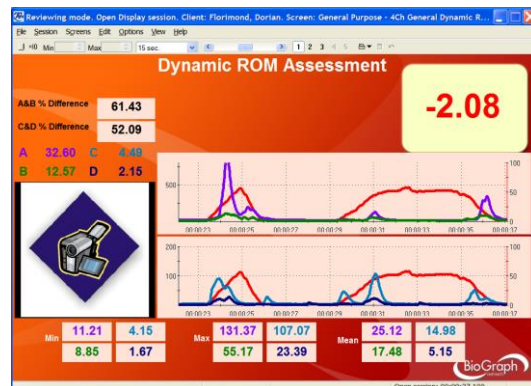 Reviewing mode. Open Display session. Client: Florimond, Dorian. Screen: General Purpose - 4Ch General Dynamic R...
File Session Screens Edit Options View Help
Min Max 15 sec. 1 2 3 4 5
Dynamic ROM Assessment
A&B % Difference 61.43
C&D % Difference 52.09
-2.08
A 32.60 C 4.49
B 12.57 D 2.15
500
0
100
50
0
00:00:23 00:00:25 00:00:27 00:00:29 00:00:31 00:00:33 00:00:35 00:00:37
200
100
0
100
50
0
00:00:23 00:00:25 00:00:27 00:00:29 00:00:31 00:00:33 00:00:35 00:00:37
Min 11.21 4.15 Max 131.37 107.07 Mean 25.12 14.98
8.85 1.67 55.17 23.39 17.48 5.15
BioGraph